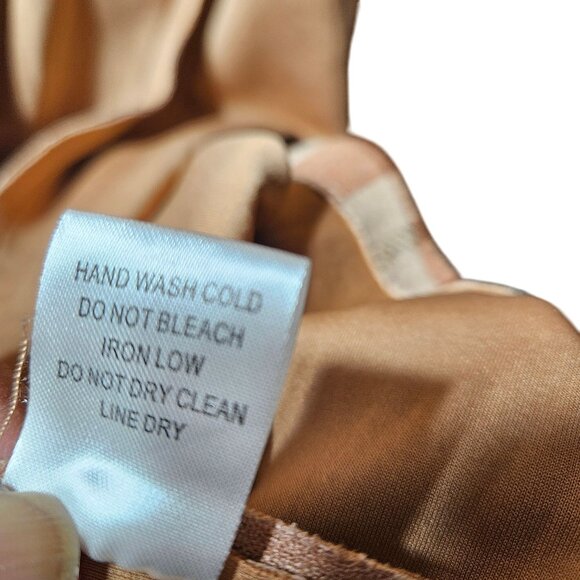 HAND WASH COLD
DO NOT BLEACH
IRON LOW
DO NOT DRY CLEAN
LINE DRY